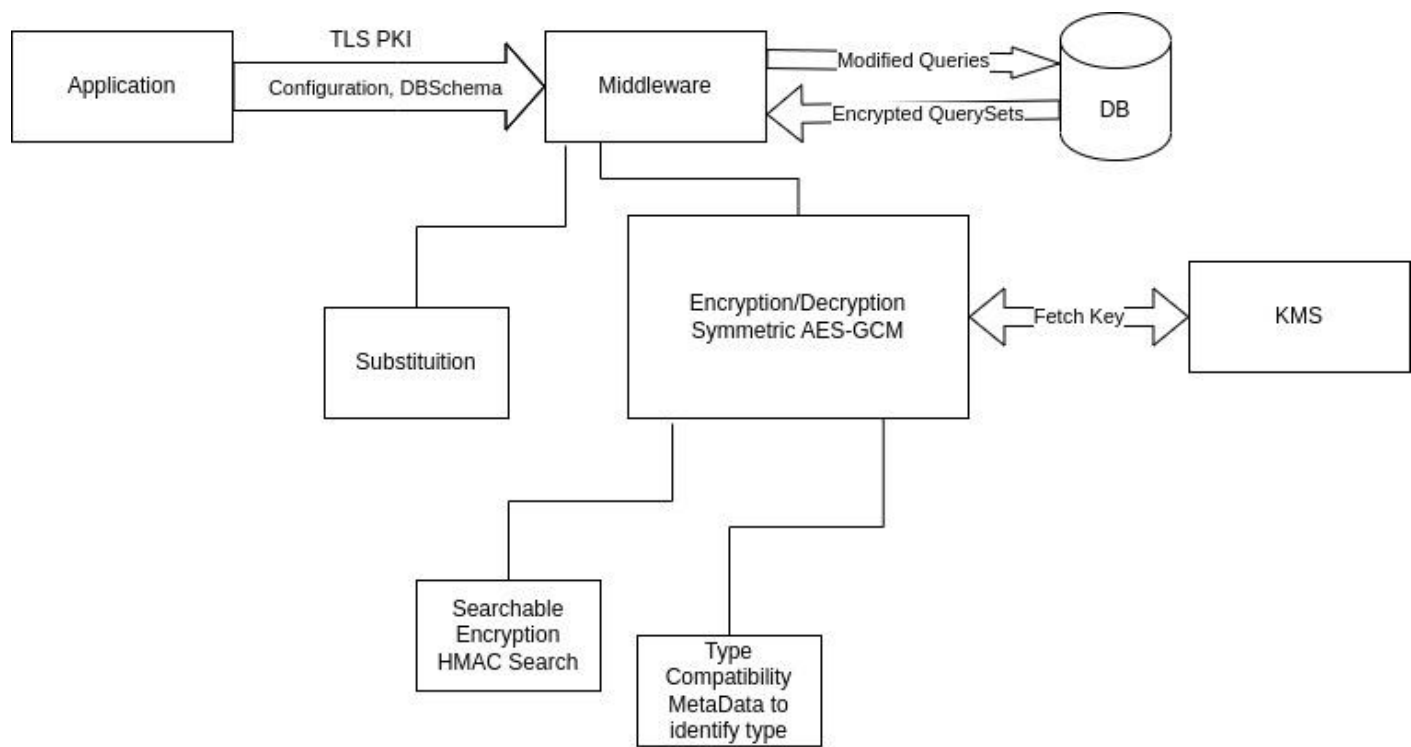 TLS PKI
Application
Configuration, DBSchema
Middleware
Modified Queries
Encrypted QuerySets
DB
Encryption/Decryption
Symmetric AES-GCM
Fetch Key
KMS
Substituition
Searchable
Encryption
HMAC Search
Type
Compatibility
MetaData to
identify type